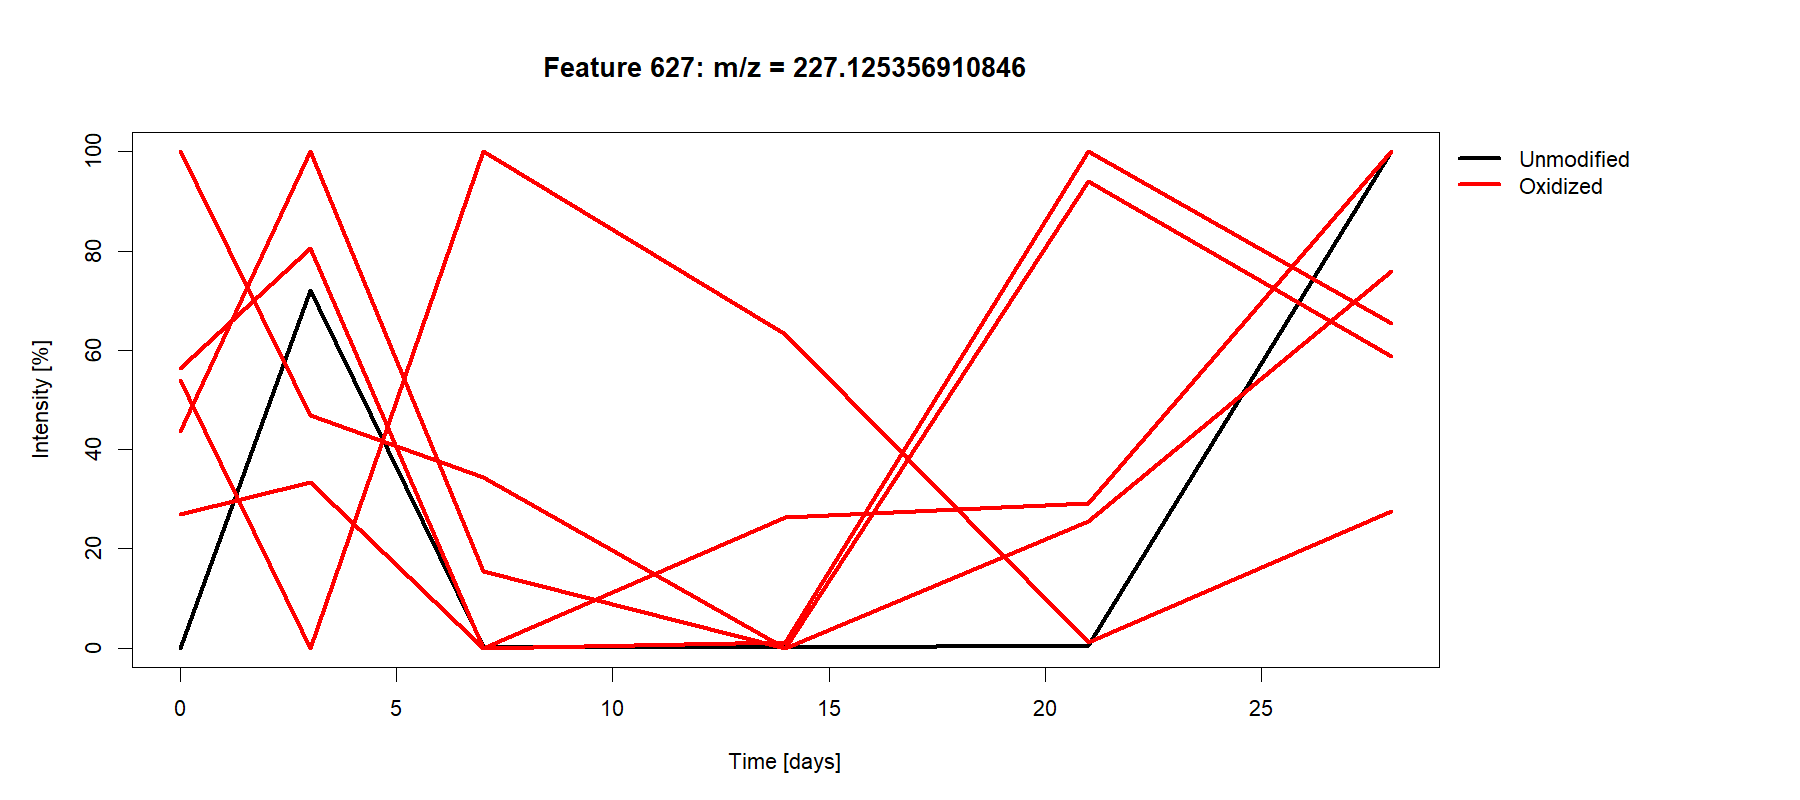 Feature 627: m/z = 227.125356910846
100
80
60
40
20
0
Intensity [%]
0 5 10 15 20 25
Time [days]
Unmodified
Oxidized